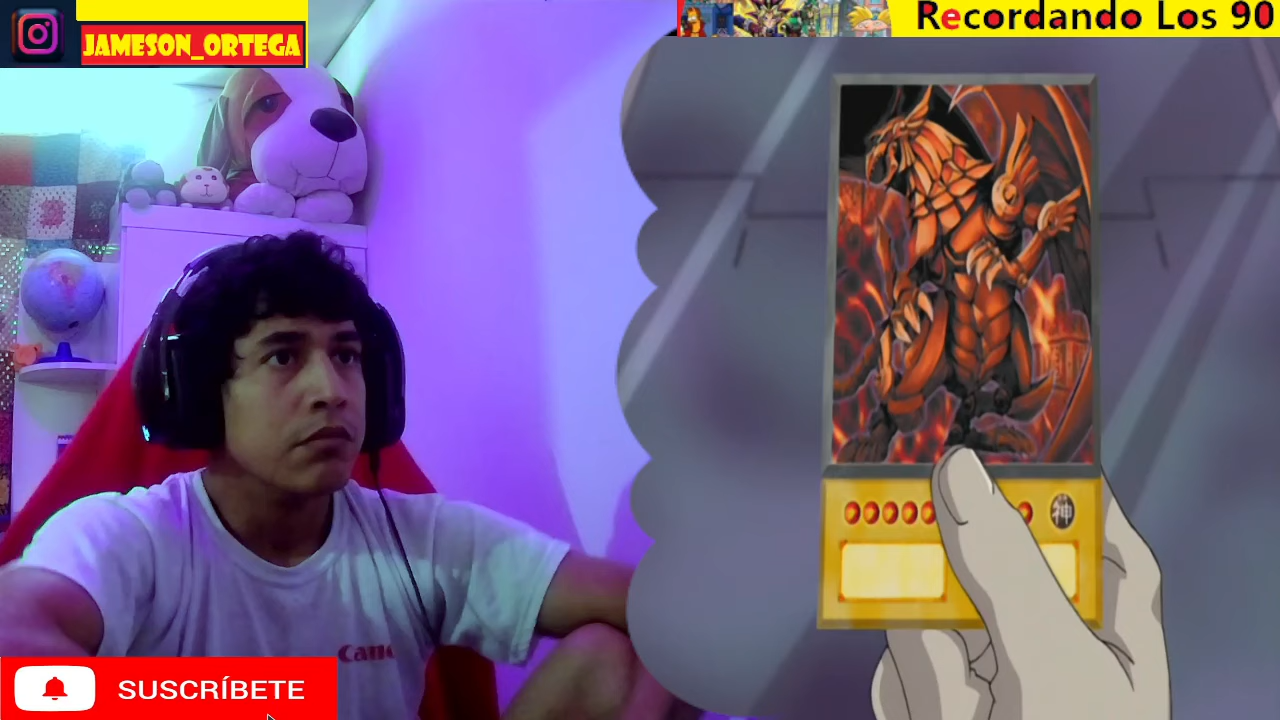 JAMESON_ORTEGA
Recordando Los 90
神
Canon
SUSCRÍBETE